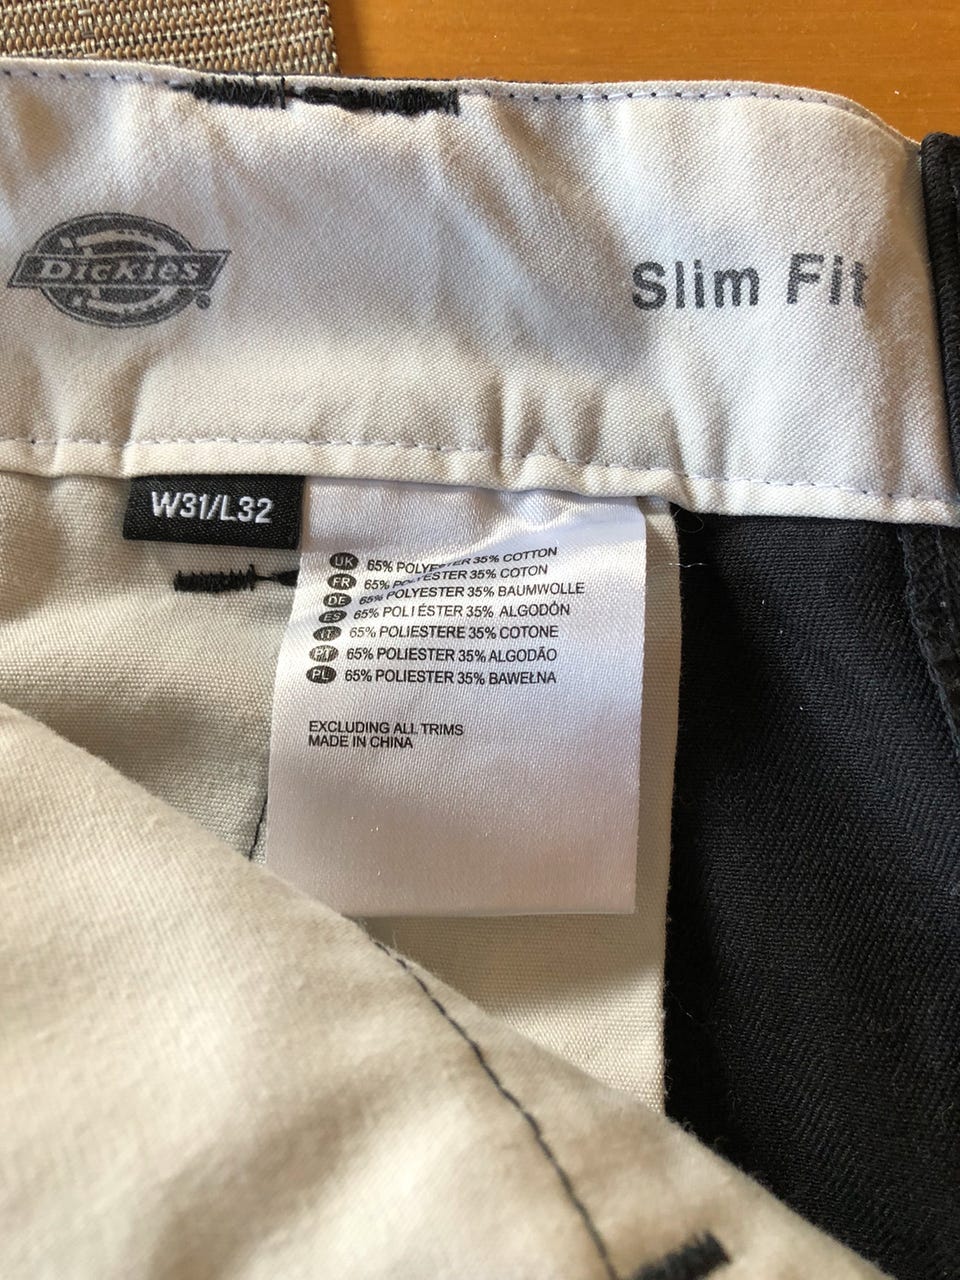 Dickies
Slim Fit
W31/L32
UK 65% POLYESTER 35% COTTON
FR 65% POLYESTER 35% COTON
DE 65% POLYESTER 35% BAUMWOLLE
ES 65% POLIÉSTER 35% ALGODÓN
IT 65% POLIESTERE 35% COTONE
PT 65% POLIESTER 35% ALGODÃO
PL 65% POLIESTER 35% BAWEŁNA
EXCLUDING ALL TRIMS
MADE IN CHINA